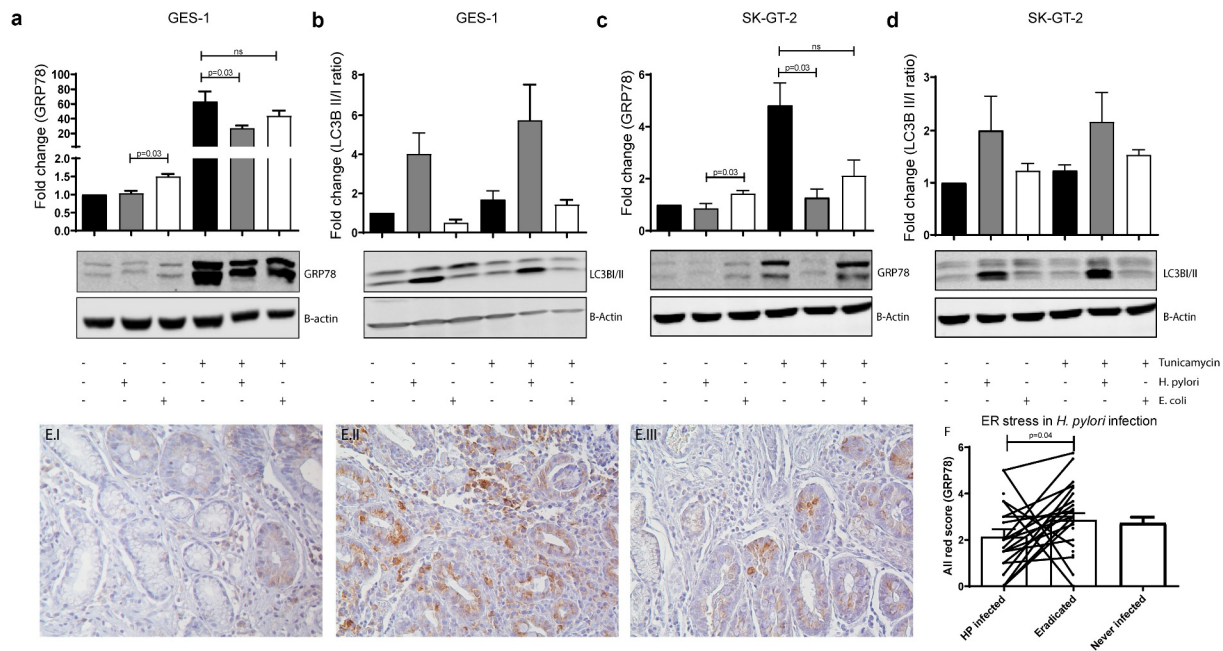 a GES-1
Fold change (GRP78)
100
80
60
40
20
2.0
1.5
1.0
0.5
0.0
p=0.03
p=0.03
ns
GRP78
B-actin
- - - + + +
- + - - + -
- - + - - +
b GES-1
Fold change (LC3B II/I ratio)
8
6
4
2
0
LC3BI/II
B-Actin
- - - + + +
- + - - + -
- - + - - +
c SK-GT-2
Fold change (GRP78)
6
4
2
0
p=0.03
p=0.03
ns
GRP78
B-Actin
- - - + + +
- + - - + -
- - + - - +
d SK-GT-2
Fold change (LC3B II/I ratio)
3
2
1
0
LC3BI/II
B-Actin
- - - + + + Tunicamycin
- + - - + - H. pylori
- - + - - + E. coli
E.I
E.II
E.III
F ER stress in H. pylori infection
p=0.04
All red score (GRP78)
6
4
2
0
HP infected
Eradicated
Never infected